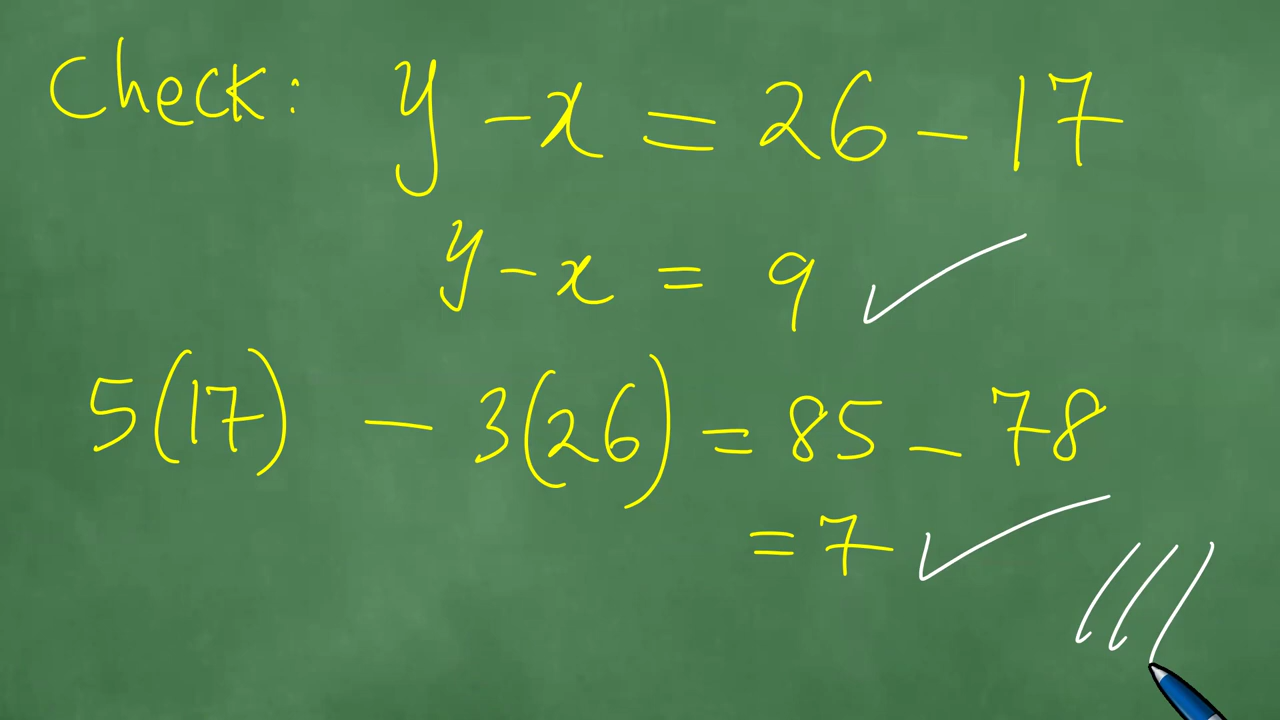 Check: y - x = 26 - 17
y - x = 9 ✓
5(17) - 3(26) = 85 - 78
= 7 ✓